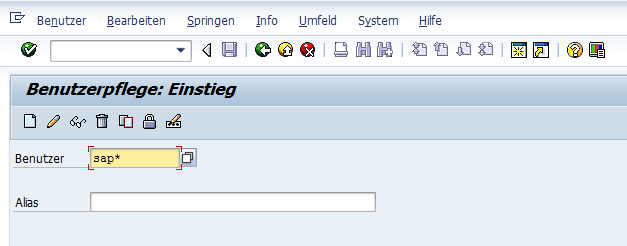 Benutzer Bearbeiten Springen Info Umfeld System Hilfe
Benutzerpflege: Einstieg
Benutzer sap*
Alias